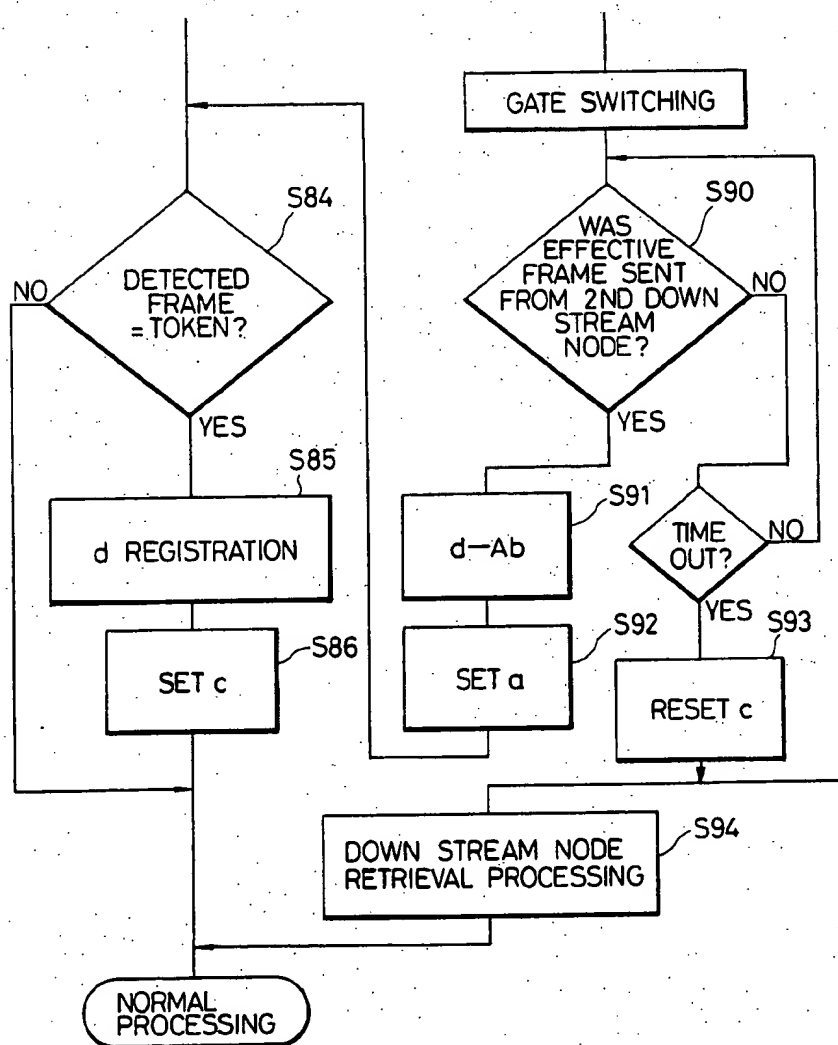 GATE SWITCHING
S84
DETECTED
FRAME
=TOKEN?
NO
YES
S85
d REGISTRATION
S86
SET c
S90
WAS
EFFECTIVE
FRAME SENT
FROM 2ND DOWN
STREAM
NODE?
NO
YES
S91
d—Ab
S92
SET a
TIME
OUT?
NO
YES
S93
RESET c
S94
DOWN STREAM NODE
RETRIEVAL PROCESSING
NORMAL
PROCESSING